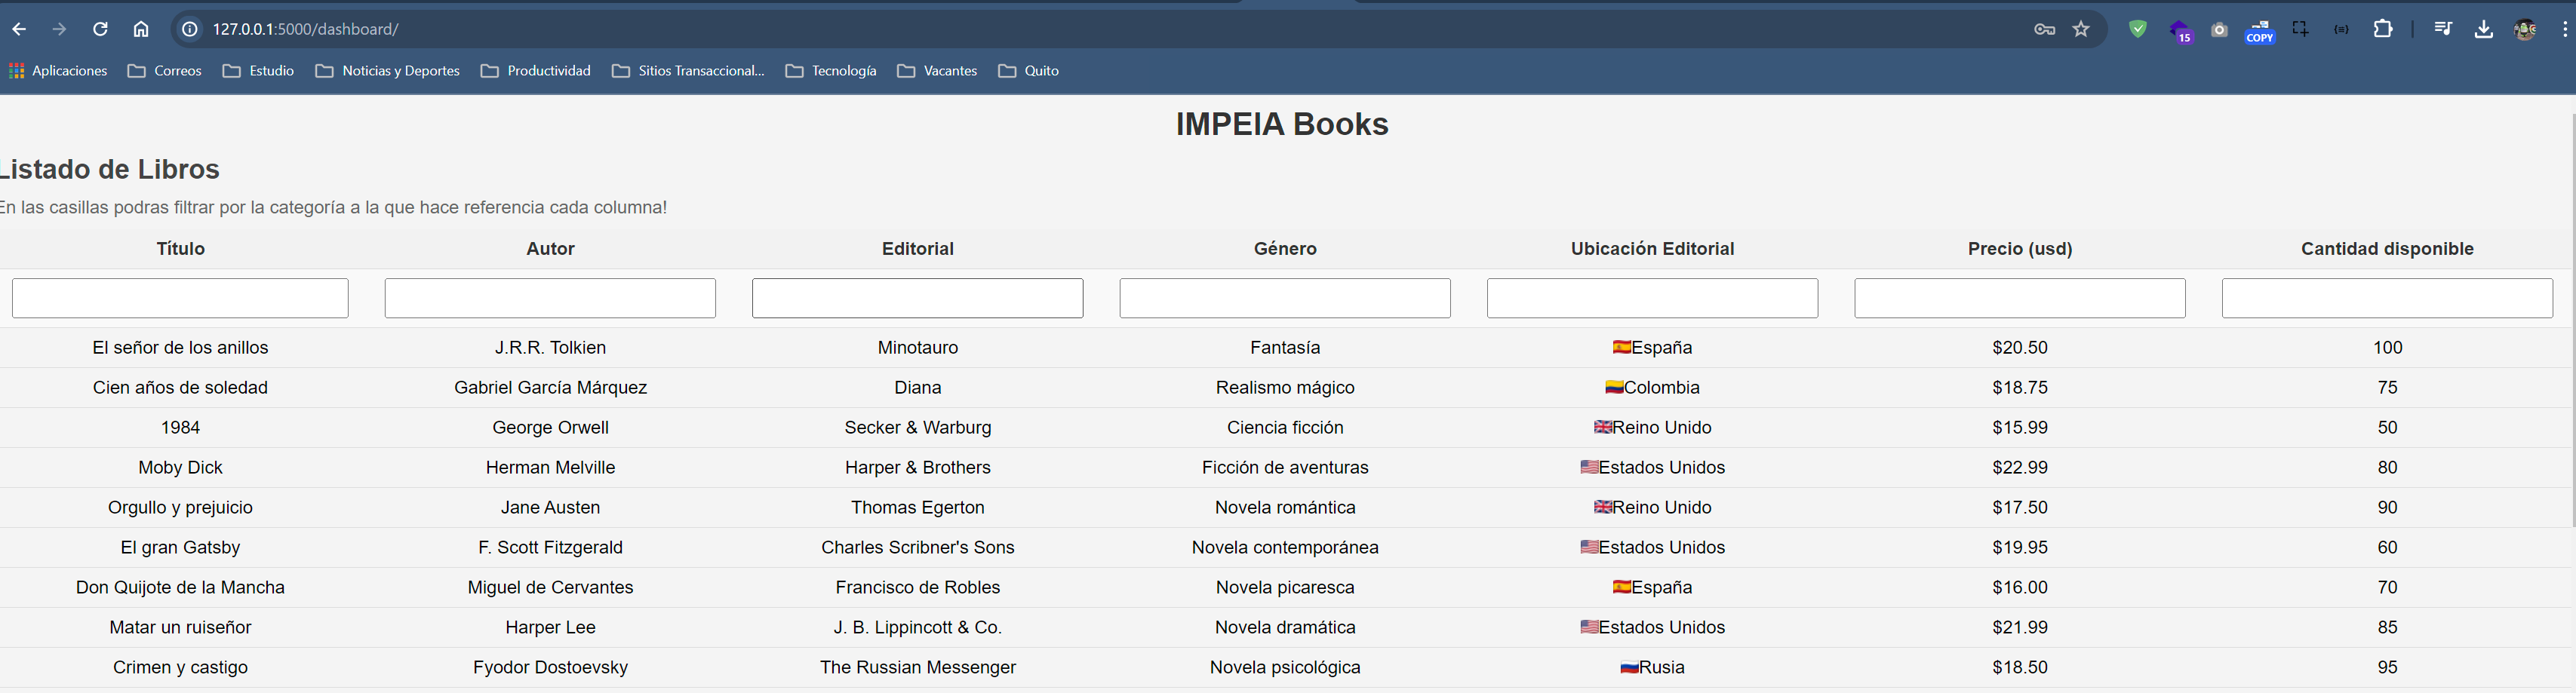 127.0.0.1:5000/dashboard/
15
COPY
Aplicaciones Correos Estudio Noticias y Deportes Productividad Sitios Transaccional... Tecnología Vacantes Quito
IMPEIA Books
Listado de Libros
En las casillas podras filtrar por la categoría a la que hace referencia cada columna!
Título Autor Editorial Género Ubicación Editorial Precio (usd) Cantidad disponible
El señor de los anillos J.R.R. Tolkien Minotauro Fantasía España $20.50 100
Cien años de soledad Gabriel García Márquez Diana Realismo mágico Colombia $18.75 75
1984 George Orwell Secker & Warburg Ciencia ficción Reino Unido $15.99 50
Moby Dick Herman Melville Harper & Brothers Ficción de aventuras Estados Unidos $22.99 80
Orgullo y prejuicio Jane Austen Thomas Egerton Novela romántica Reino Unido $17.50 90
El gran Gatsby F. Scott Fitzgerald Charles Scribner's Sons Novela contemporánea Estados Unidos $19.95 60
Don Quijote de la Mancha Miguel de Cervantes Francisco de Robles Novela picaresca España $16.00 70
Matar un ruiseñor Harper Lee J. B. Lippincott & Co. Novela dramática Estados Unidos $21.99 85
Crimen y castigo Fyodor Dostoevsky The Russian Messenger Novela psicológica Rusia $18.50 95